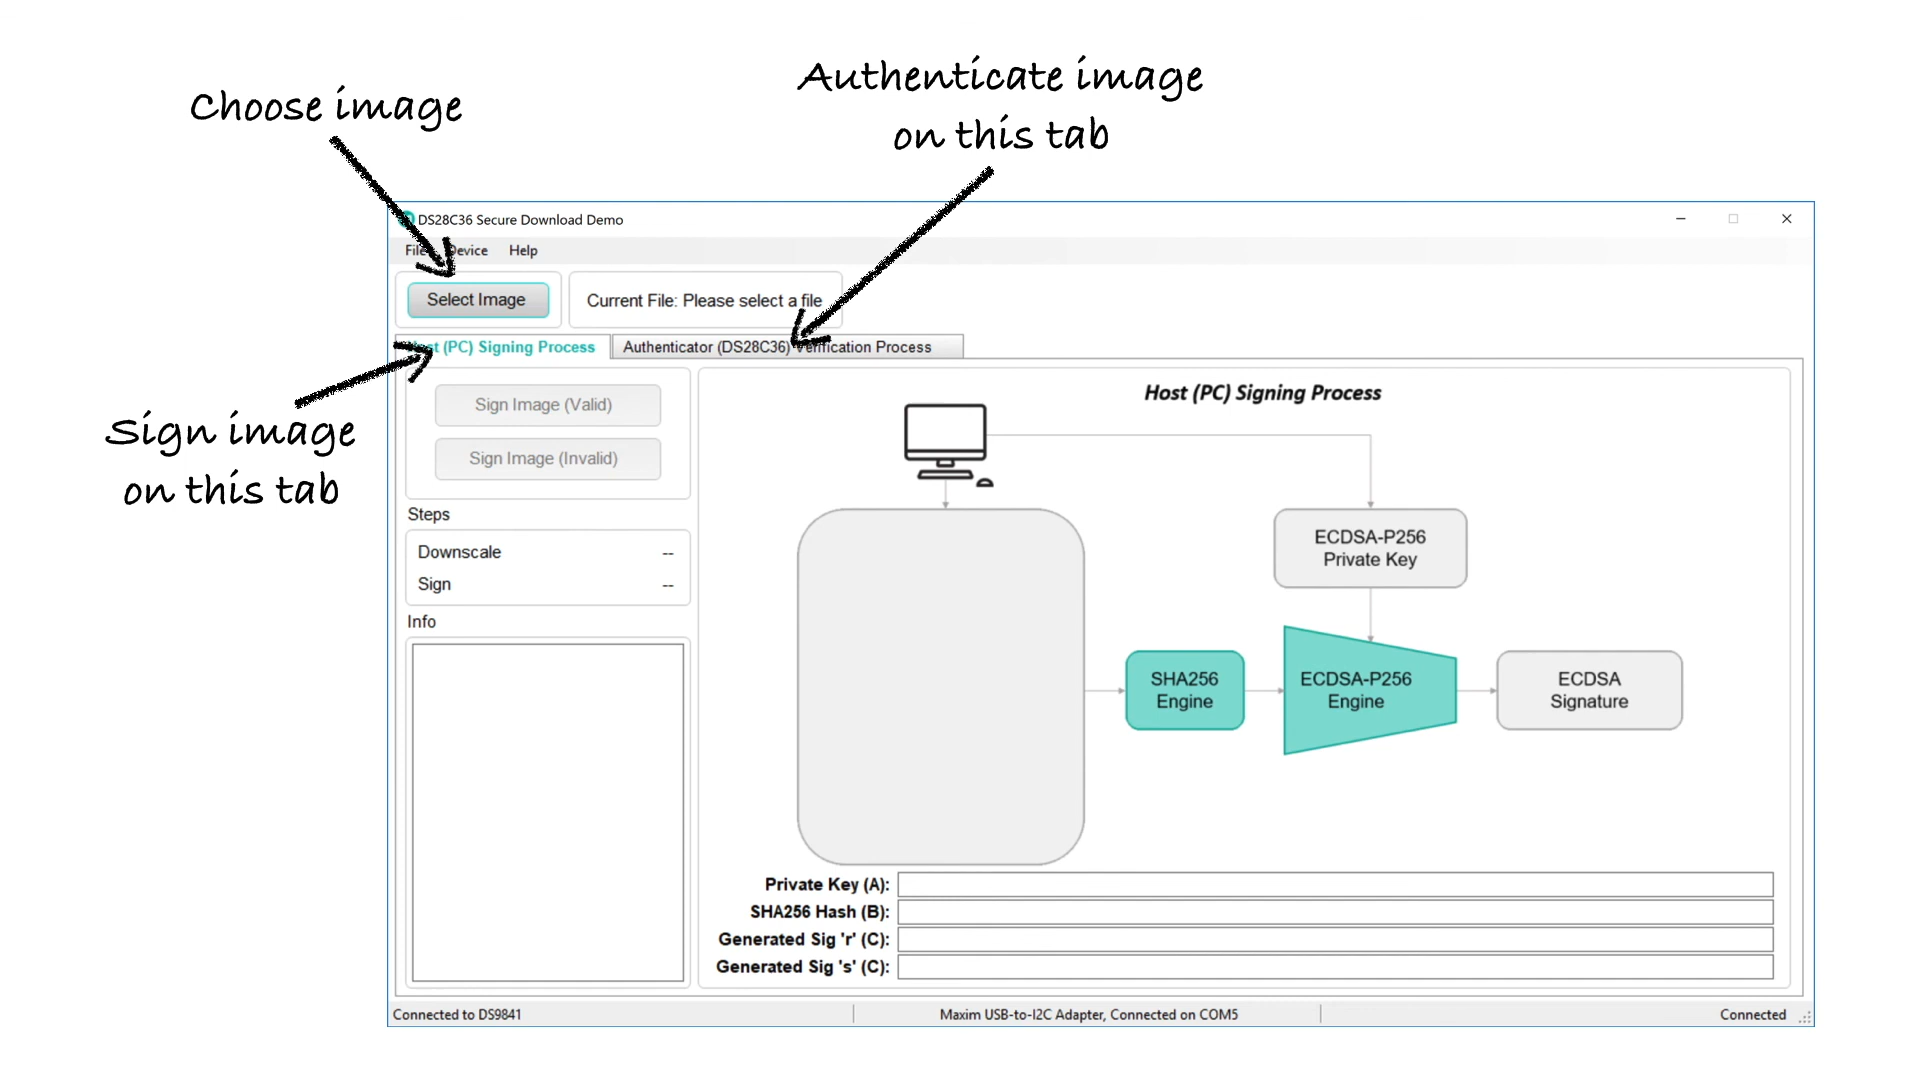 Authenticate image
on this tab
Choose image
DS28C36 Secure Download Demo
File Device Help
Select Image
Current File: Please select a file
Host (PC) Signing Process
Authenticator (DS28C36) Verification Process
Sign image
on this tab
Sign Image (Valid)
Sign Image (Invalid)
Steps
Downscale --
Sign --
Info
Host (PC) Signing Process
ECDSA-P256
Private Key
SHA256
Engine
ECDSA-P256
Engine
ECDSA
Signature
Private Key (A):
SHA256 Hash (B):
Generated Sig 'r' (C):
Generated Sig 's' (C):
Connected to DS9841
Maxim USB-to-I2C Adapter, Connected on COM5
Connected